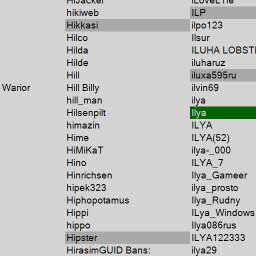 HiJacker ILoveLTie
hikiweb ILP
Hikkasi ilpo123
Hilco Ilsur
Hilda ILUHA LOBST
Hilde iluharuz
Hill iluxa595ru
Warior Hill Billy ilvin69
hill_man ilya
Hilsenpilt Ilya
himazin ILYA
Hime ILYA(52)
HiMiKaT ilya-_000
Hino ILYA_7
Hinrichsen Ilya_Gameer
hipek323 ilya_prosto
Hiphopotamus Ilya_Rudny
Hippi Ilya_Windows
hippo Ilya086rus
Hipster ILYA122333
HirasimGUID Bans: ilya29